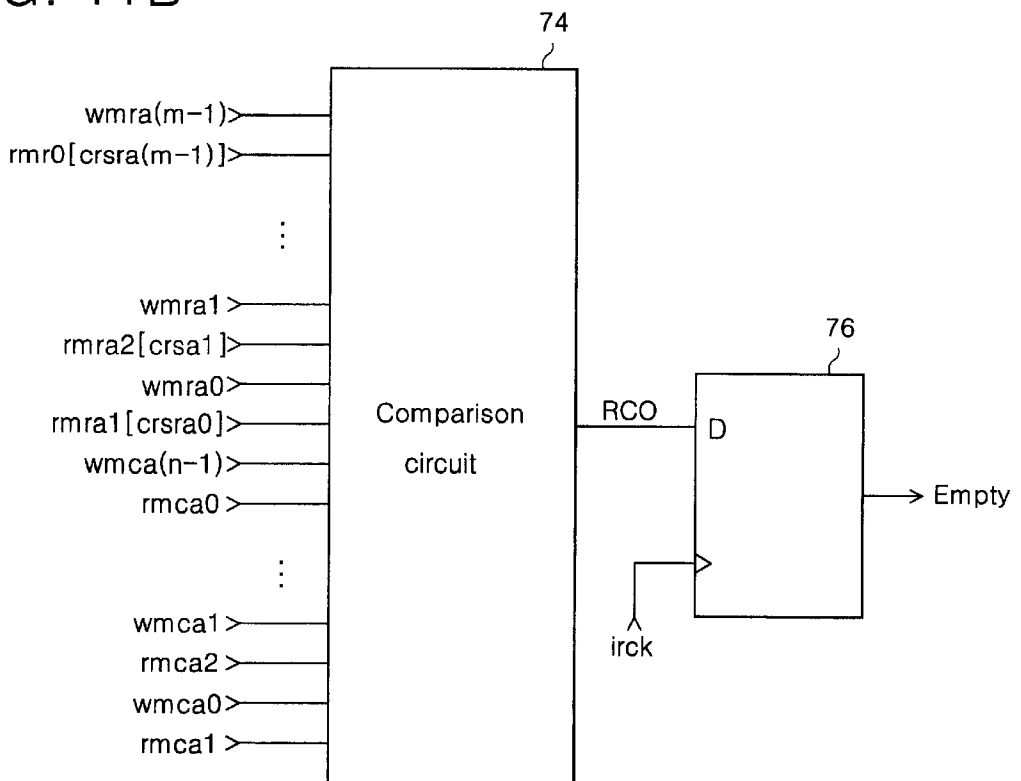 74
wmra(m-1)
rmr0[crsra(m-1)]
⋮
wmra1
rmra2[crsa1]
wmra0
rmra1[crsra0]
wmca(n-1)
rmca0
⋮
wmca1
rmca2
wmca0
rmca1
Comparison
circuit
RCO
76
D
irck
Empty